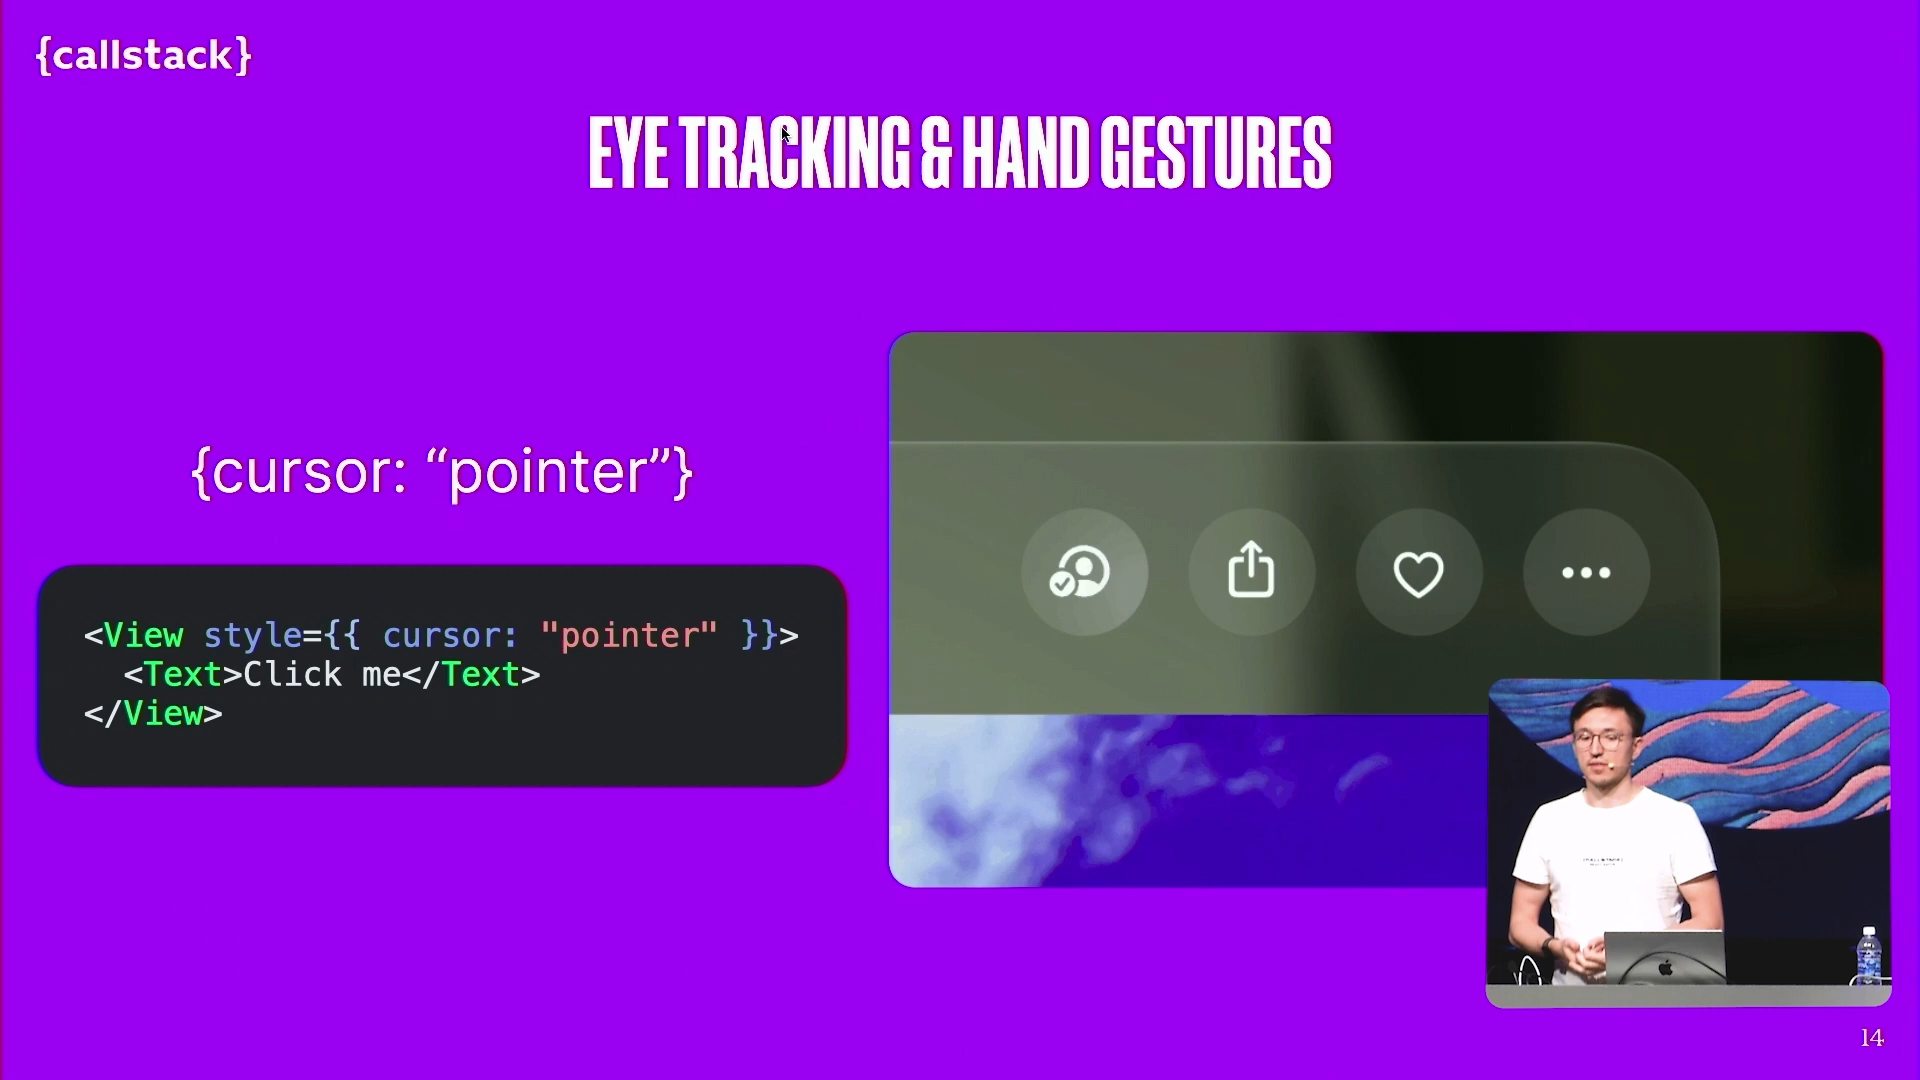 {callstack}
EYE TRACKING & HAND GESTURES
{cursor: “pointer”}
<View style={{ cursor: "pointer" }}>
  <Text>Click me</Text>
</View>
14